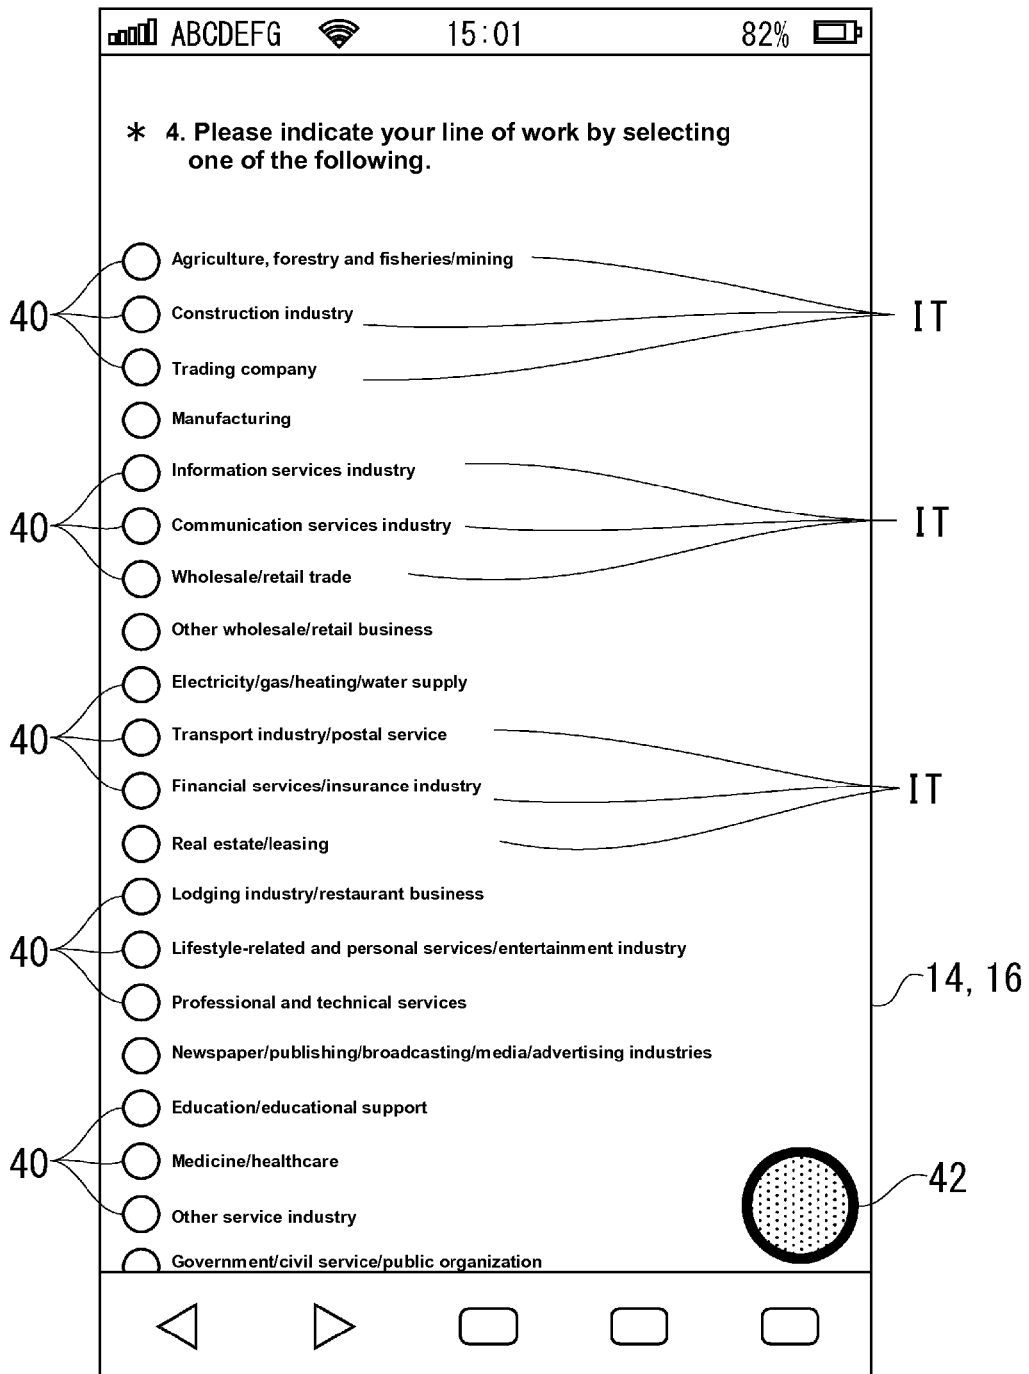 ABCDEFG 15:01 82%
* 4. Please indicate your line of work by selecting
one of the following.
Agriculture, forestry and fisheries/mining
40 Construction industry IT
Trading company
Manufacturing
Information services industry
40 Communication services industry IT
Wholesale/retail trade
Other wholesale/retail business
Electricity/gas/heating/water supply
40 Transport industry/postal service
Financial services/insurance industry IT
Real estate/leasing
Lodging industry/restaurant business
40 Lifestyle-related and personal services/entertainment industry
14, 16
Professional and technical services
Newspaper/publishing/broadcasting/media/advertising industries
Education/educational support
40 Medicine/healthcare
42
Other service industry
Government/civil service/public organization